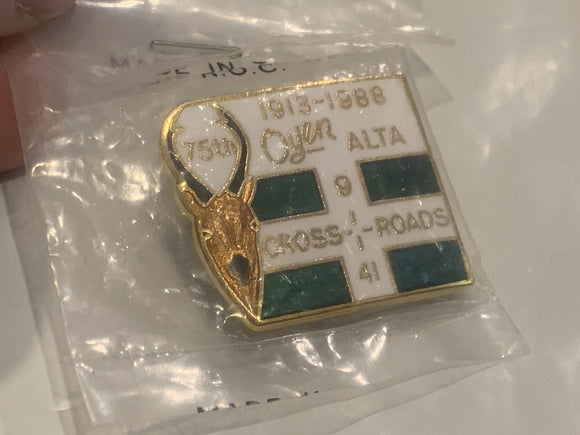 75th
1913-1988
Oyen ALTA
9
CROSS-ROADS
41